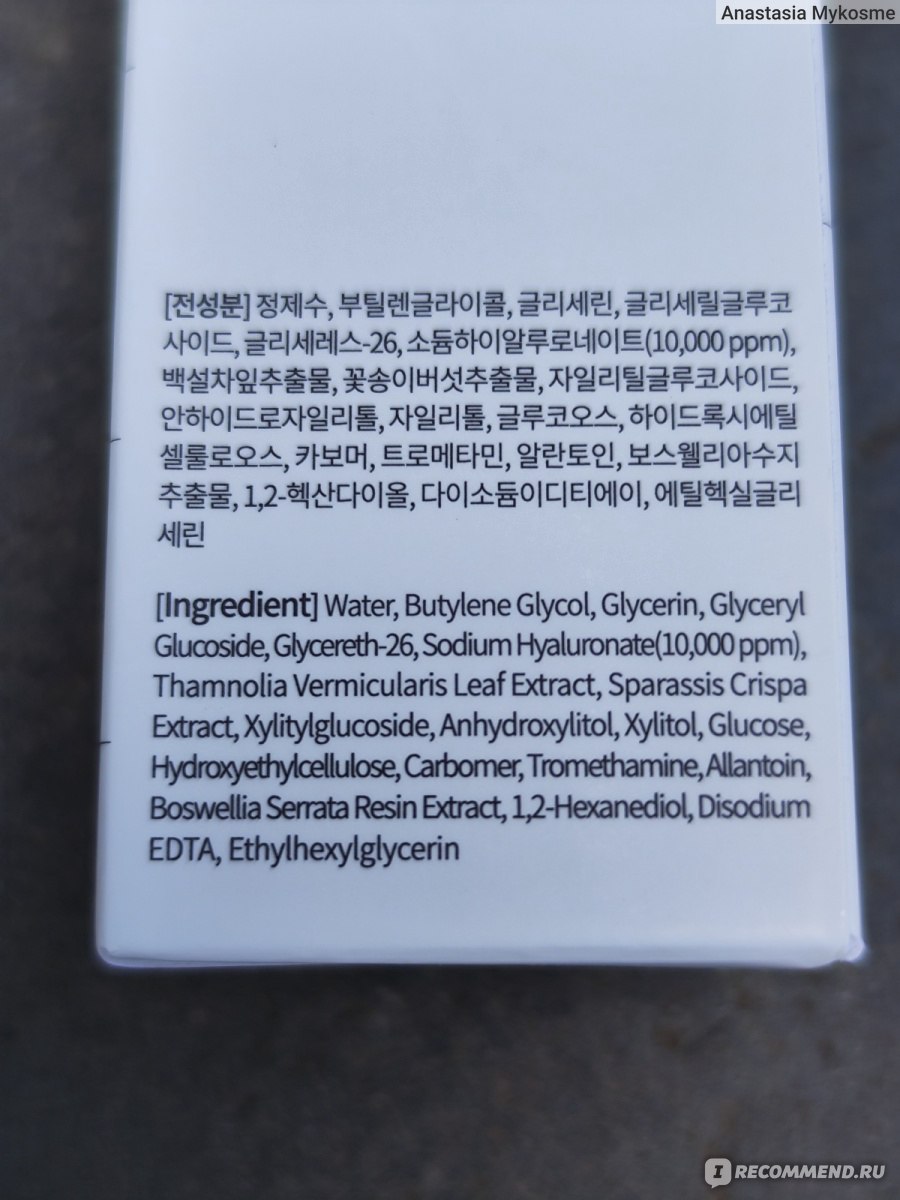 Anastasia Mykosme
[전성분] 정제수, 부틸렌글라이콜, 글리세린, 글리세릴글루코
사이드, 글리세레스-26, 소듐하이알루로네이트(10,000 ppm),
백설차잎추출물, 꽃송이버섯추출물, 자일리틸글루코사이드,
안하이드로자일리톨, 자일리톨, 글루코오스, 하이드록시에틸
셀룰로오스, 카보머, 트로메타민, 알란토인, 보스웰리아수지
추출물, 1,2-헥산다이올, 다이소듐이디티에이, 에틸헥실글리
세린
[Ingredient] Water, Butylene Glycol, Glycerin, Glyceryl
Glucoside, Glycereth-26, Sodium Hyaluronate(10,000 ppm),
Thamnolia Vermicularis Leaf Extract, Sparassis Crispa
Extract, Xylitylglucoside, Anhydroxylitol, Xylitol, Glucose,
Hydroxyethylcellulose, Carbomer, Tromethamine, Allantoin,
Boswellia Serrata Resin Extract, 1,2-Hexanediol, Disodium
EDTA, Ethylhexylglycerin
I RECOMMEND.RU